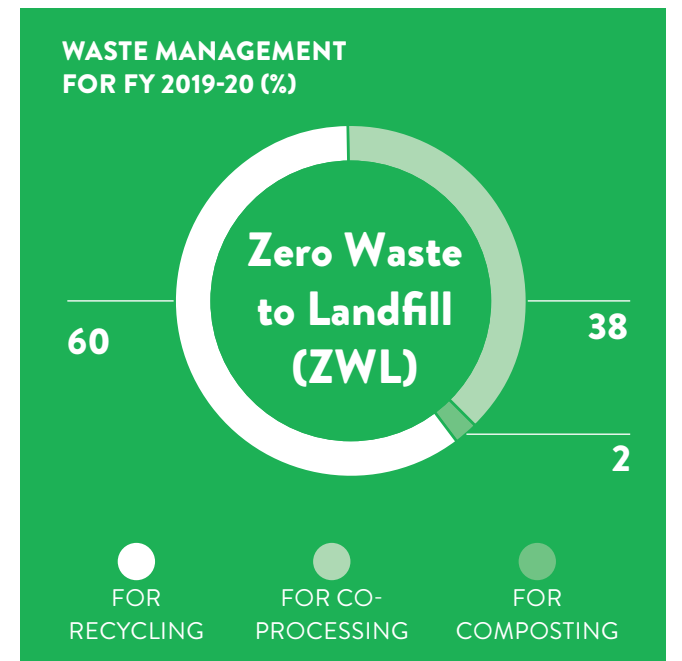 WASTE MANAGEMENT
FOR FY 2019-20 (%)
Zero Waste
to Landfill
(ZWL)
60
38
2
FOR
RECYCLING
FOR CO-
PROCESSING
FOR
COMPOSTING